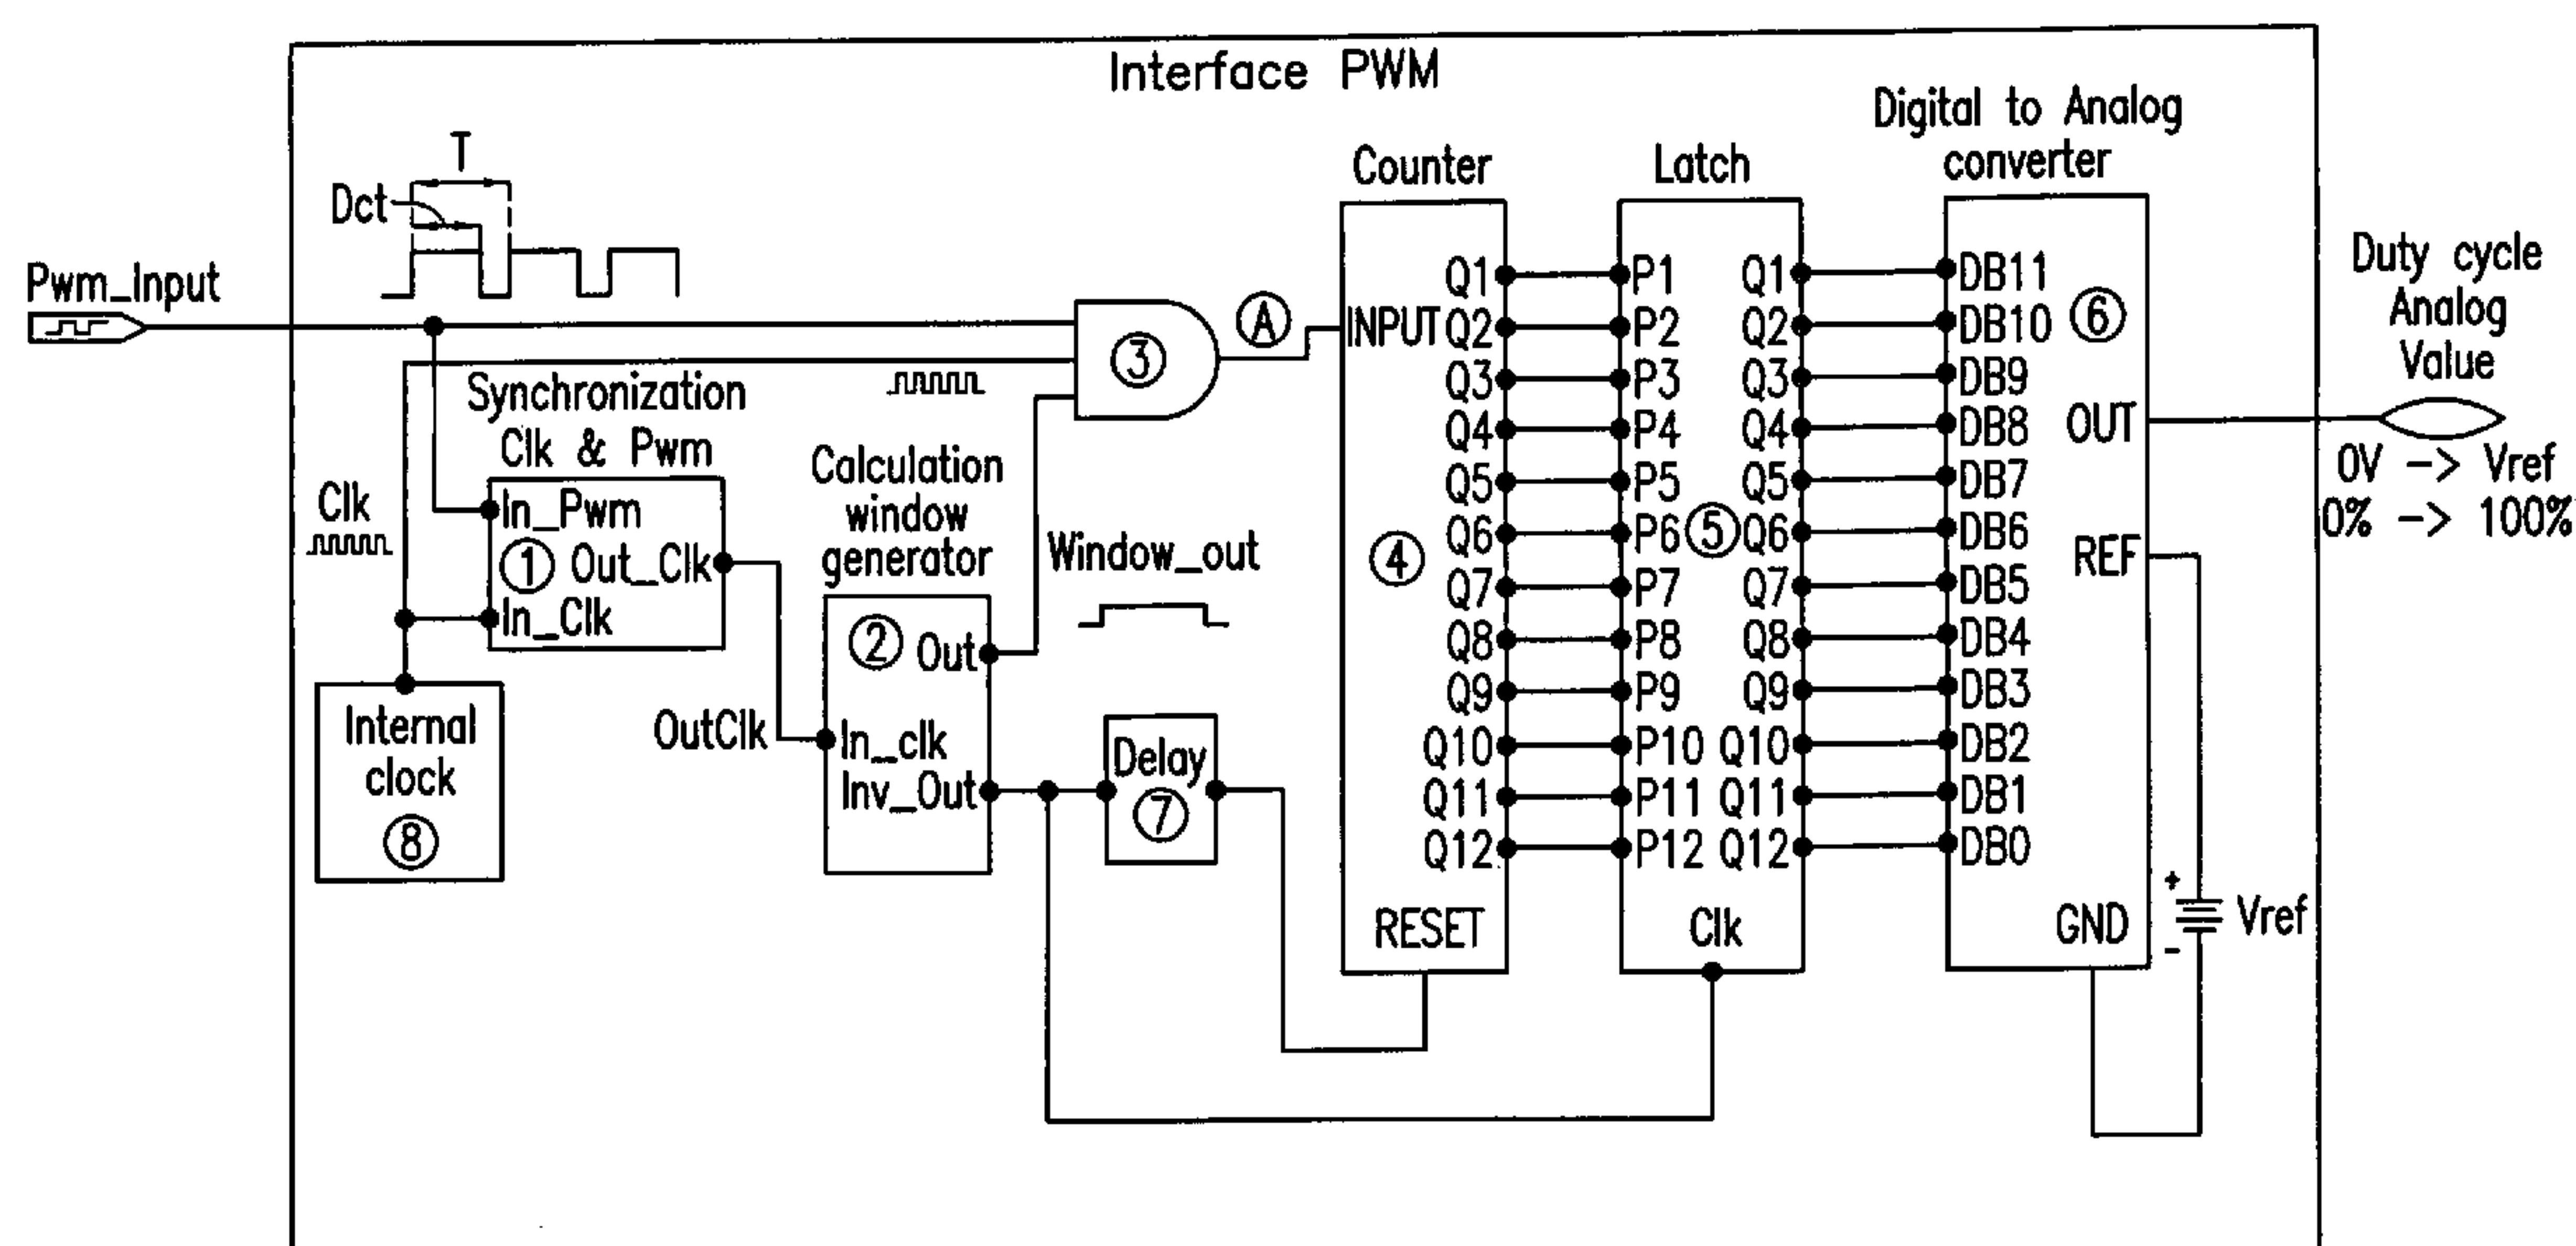 Interface PWM
T
Dct
Pwm_Input
Clk
Synchronization
Clk & Pwm
In_Pwm
1
Out_Clk
In_Clk
Internal
clock
8
OutClk
Calculation
window
generator
2
Out
In_clk
Inv_Out
Window_out
3
A
Delay
7
Counter
INPUT
4
Q1
Q2
Q3
Q4
Q5
Q6
Q7
Q8
Q9
Q10
Q11
Q12
RESET
Latch
P1
P2
P3
P4
P5
P6
P7
P8
P9
P10
P11
P12
5
Q1
Q2
Q3
Q4
Q5
Q6
Q7
Q8
Q9
Q10
Q11
Q12
Clk
Digital to Analog
converter
DB11
DB10
DB9
DB8
DB7
DB6
DB5
DB4
DB3
DB2
DB1
DB0
6
OUT
REF
GND
+
-
Vref
Duty cycle
Analog
Value
0V -> Vref
0% -> 100%